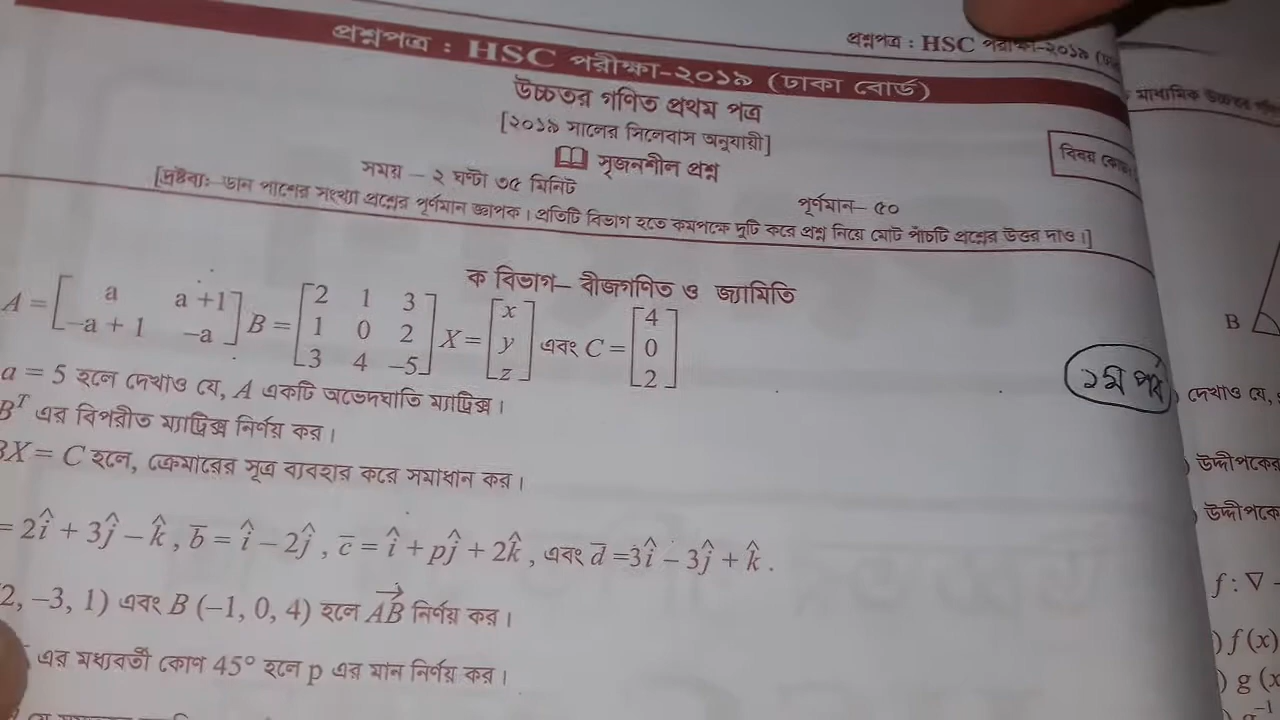 প্রশ্নপত্র : HSC পরীক্ষা-২০১৯
প্রশ্নপত্র : HSC পরীক্ষা-২০১৯ (ঢাকা বোর্ড)
উচ্চতর গণিত প্রথম পত্র
[২০১৯ সালের সিলেবাস অনুযায়ী]
সৃজনশীল প্রশ্ন
বিষয়
সময় – ২ ঘণ্টা ৩৫ মিনিট
পূর্ণমান– ৫০
[দ্রষ্টব্য:- ডান পাশের সংখ্যা প্রশ্নের পূর্ণমান জ্ঞাপক। প্রতিটি বিভাগ হতে কমপক্ষে দুটি করে প্রশ্ন নিয়ে মোট পাঁচটি প্রশ্নের উত্তর দাও।]
ক বিভাগ– বীজগণিত ও জ্যামিতি
A = [a a +1; –a + 1 –a] B = [2 1 3; 1 0 2; 3 4 –5] X = [x; y; z] এবং C = [4; 0; 2]
a = 5 হলে দেখাও যে, A একটি অভেদঘাতি ম্যাট্রিক্স।
B^T এর বিপরীত ম্যাট্রিক্স নির্ণয় কর।
BX = C হলে, ক্রেমারের সূত্র ব্যবহার করে সমাধান কর।
১ম পর্ব
= 2î + 3ĵ – k̂ , b̄ = î – 2ĵ , c̄ = î + pĵ + 2k̂ , এবং d̄ =3î – 3ĵ + k̂ .
2, –3, 1) এবং B (–1, 0, 4) হলে AB⃗ নির্ণয় কর।
এর মধ্যবর্তী কোণ 45° হলে p এর মান নির্ণয় কর।
B
দেখাও যে,
উদ্দীপকের
f : ∇
) f (x)
) g (x